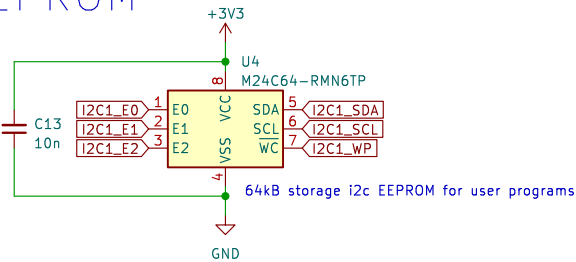 EEPROM
+3V3
U4
M24C64-RMN6TP
8
VCC
I2C1_E0 1 E0 SDA 5 I2C1_SDA
I2C1_E1 2 E1 SCL 6 I2C1_SCL
I2C1_E2 3 E2 WC 7 I2C1_WP
VSS
4
C13
10n
64kB storage i2c EEPROM for user programs
GND